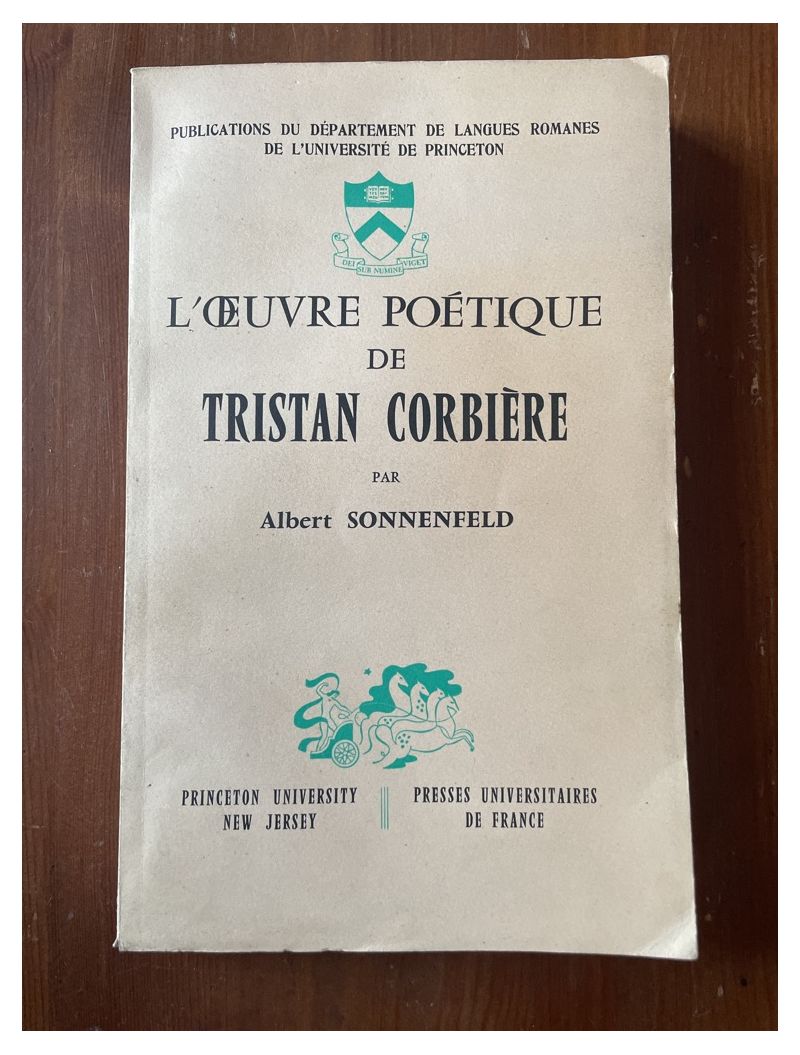 PUBLICATIONS DU DÉPARTEMENT DE LANGUES ROMANES
DE L'UNIVERSITÉ DE PRINCETON
DEI SUB NUMINE VIGET
L'ŒUVRE POÉTIQUE
DE
TRISTAN CORBIÈRE
PAR
Albert SONNENFELD
PRINCETON UNIVERSITY
NEW JERSEY
PRESSES UNIVERSITAIRES
DE FRANCE